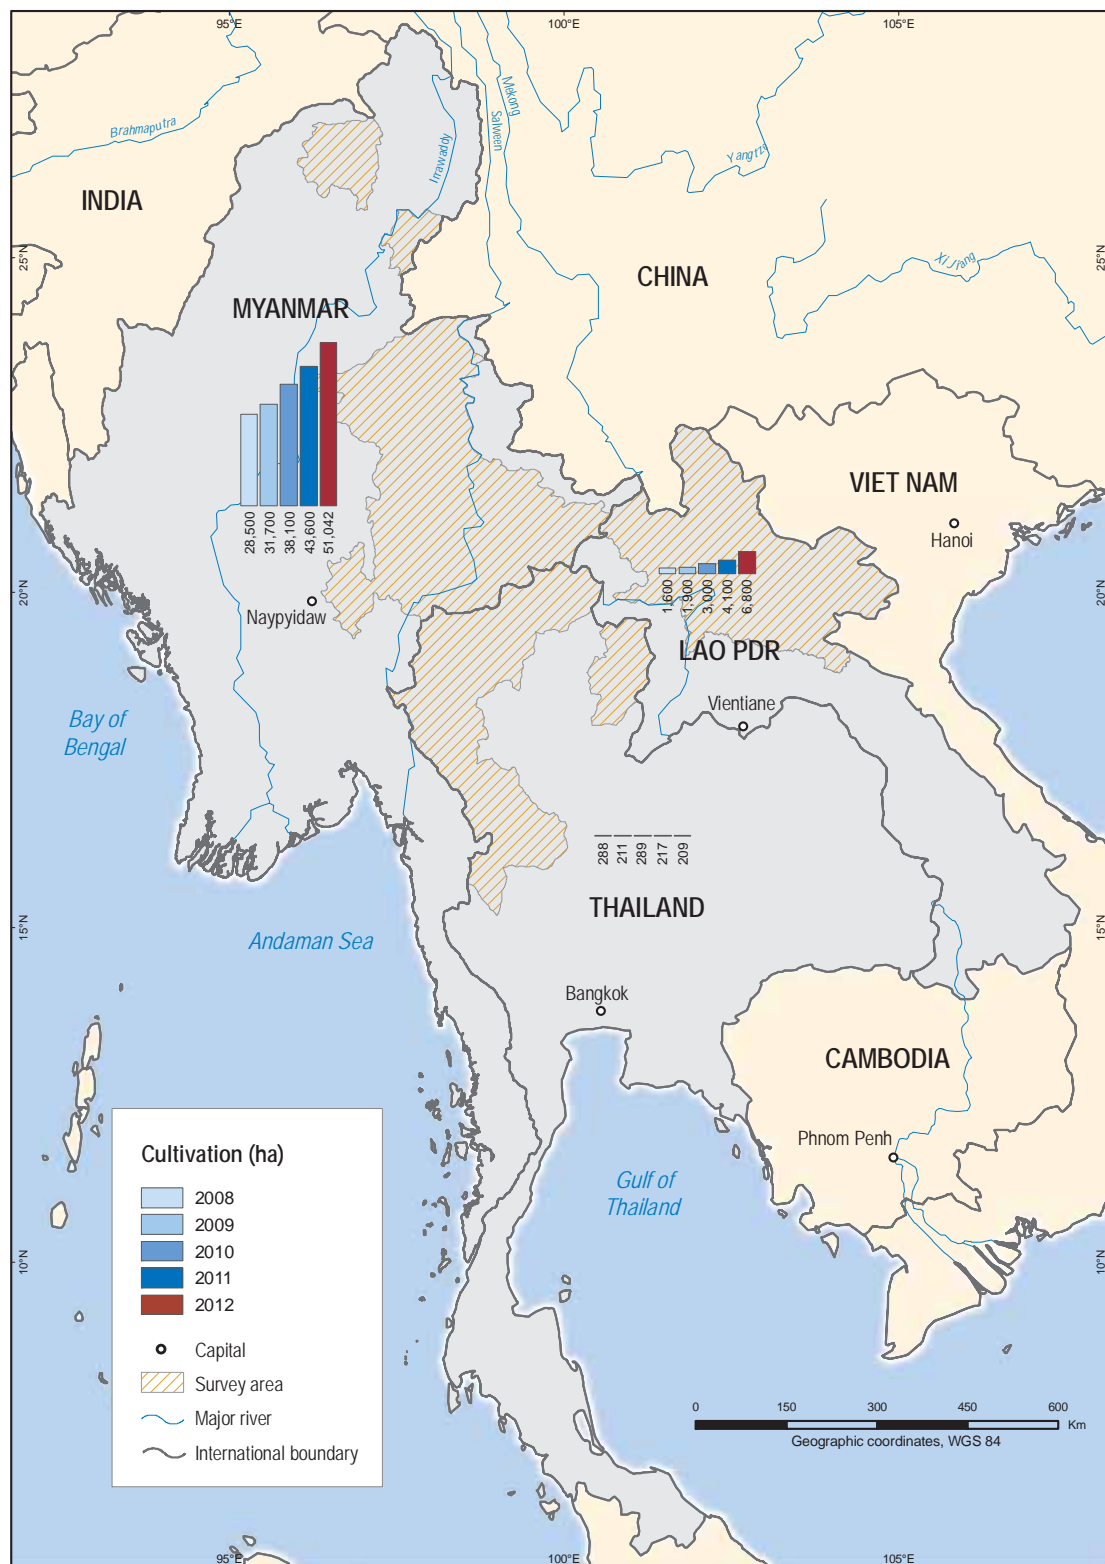 95°E
100°E
105°E
Brahmaputra
Irrawaddy
Salween
Mekong
Yangtze
INDIA
25°N
25°N
CHINA
Xi Jiang
MYANMAR
28,500
31,700
38,100
43,600
51,042
VIET NAM
Hanoi
20°N
20°N
Naypyidaw
1,600
1,900
3,000
4,100
6,800
LAO PDR
Vientiane
Bay of
Bengal
288
211
289
217
209
THAILAND
15°N
15°N
Andaman Sea
Bangkok
CAMBODIA
Phnom Penh
Gulf of
Thailand
10°N
10°N
Cultivation (ha)
2008
2009
2010
2011
2012
Capital
Survey area
Major river
International boundary
0 150 300 450 600
Km
Geographic coordinates, WGS 84
95°E
100°E
105°E